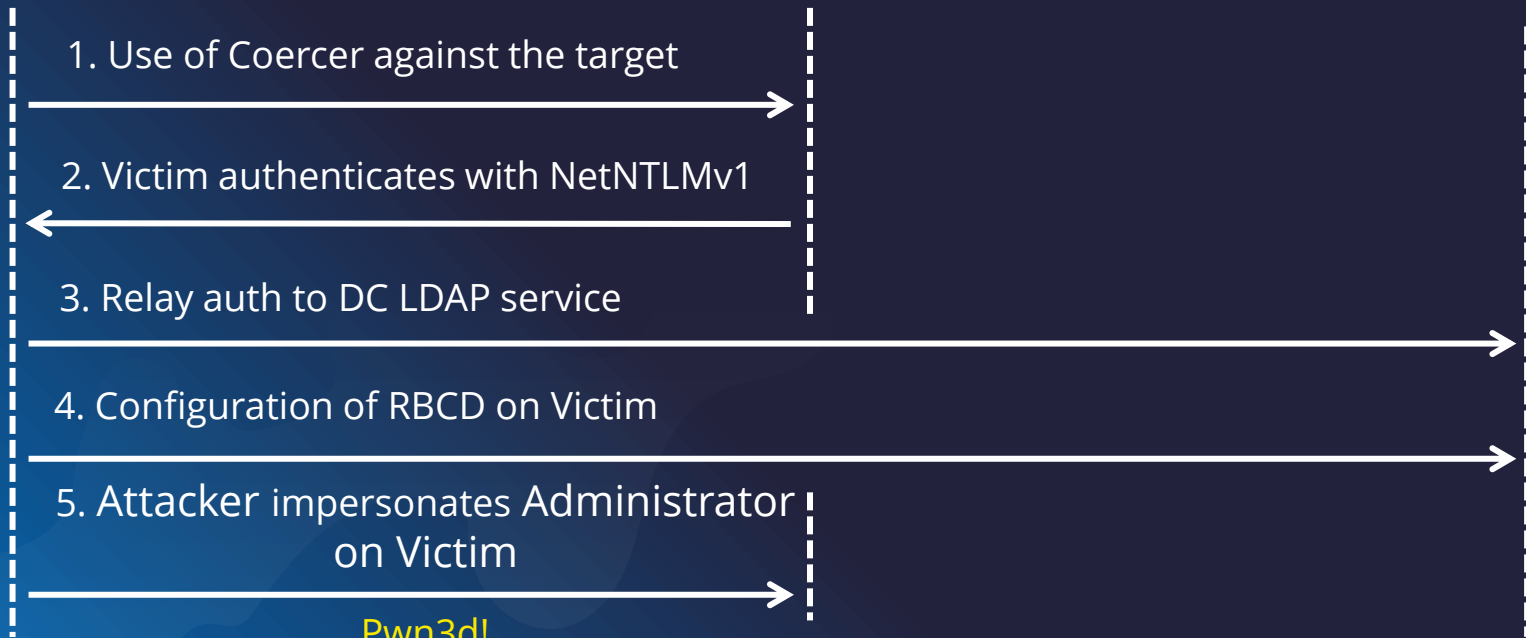 1. Use of Coercer against the target
2. Victim authenticates with NetNTLMv1
3. Relay auth to DC LDAP service
4. Configuration of RBCD on Victim
5. Attacker impersonates Administrator
on Victim
Pwn3d!